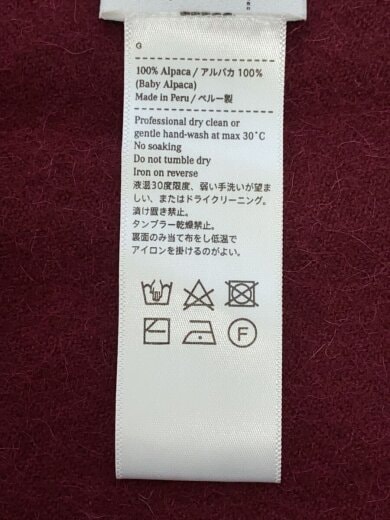 G
100% Alpaca / アルパカ 100%
(Baby Alpaca)
Made in Peru / ペルー製
Professional dry clean or
gentle hand-wash at max 30˚C
No soaking
Do not tumble dry
Iron on reverse
液温30度限度、弱い手洗いが望ま
しい、またはドライクリーニング。
漬け置き禁止。
タンブラー乾燥禁止。
裏面のみ当て布をし低温で
アイロンを掛けるのがよい。
F